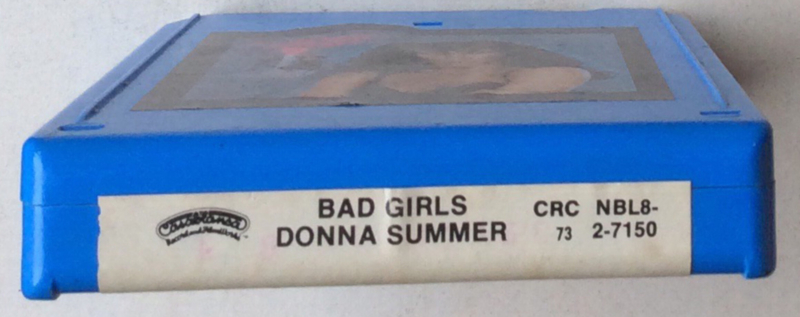 BAD GIRLS
DONNA SUMMER
CRC NBL8-
73 2-7150